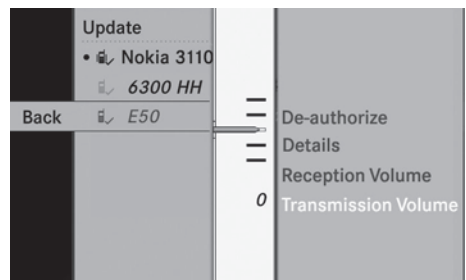 Update
• Nokia 3110
6300 HH
Back
E50
De-authorize
Details
Reception Volume
0
Transmission Volume